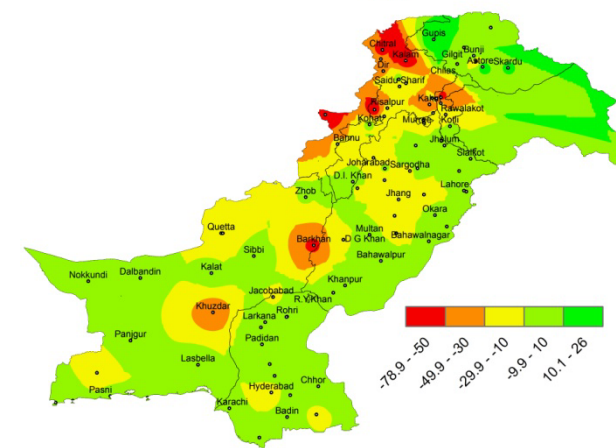 Gupis
Chitral
Kalam
Bunji
Gilgit
Dir
Chilas
Astore
Skardu
Saidu Sharif
Risalpur
Rawalakot
Kohat
Kotli
Bannu
Jhelum
Joharabad
Sialkot
Sargodha
D.I. Khan
Zhob
Jhang
Lahore
Okara
Quetta
Multan
Barkhan
D G Khan
Bahawalnagar
Sibbi
Bahawalpur
Nokkundi
Dalbandin
Kalat
Khanpur
Jacobabad
R.Y.Khan
Khuzdar
Larkana
Rohri
Panjgur
Padidan
Lasbella
Pasni
Hyderabad
Chhor
Karachi
Badin
-78.9 - -50
-49.9 - -30
-29.9 - -10
-9.9 - 10
10.1 - 26